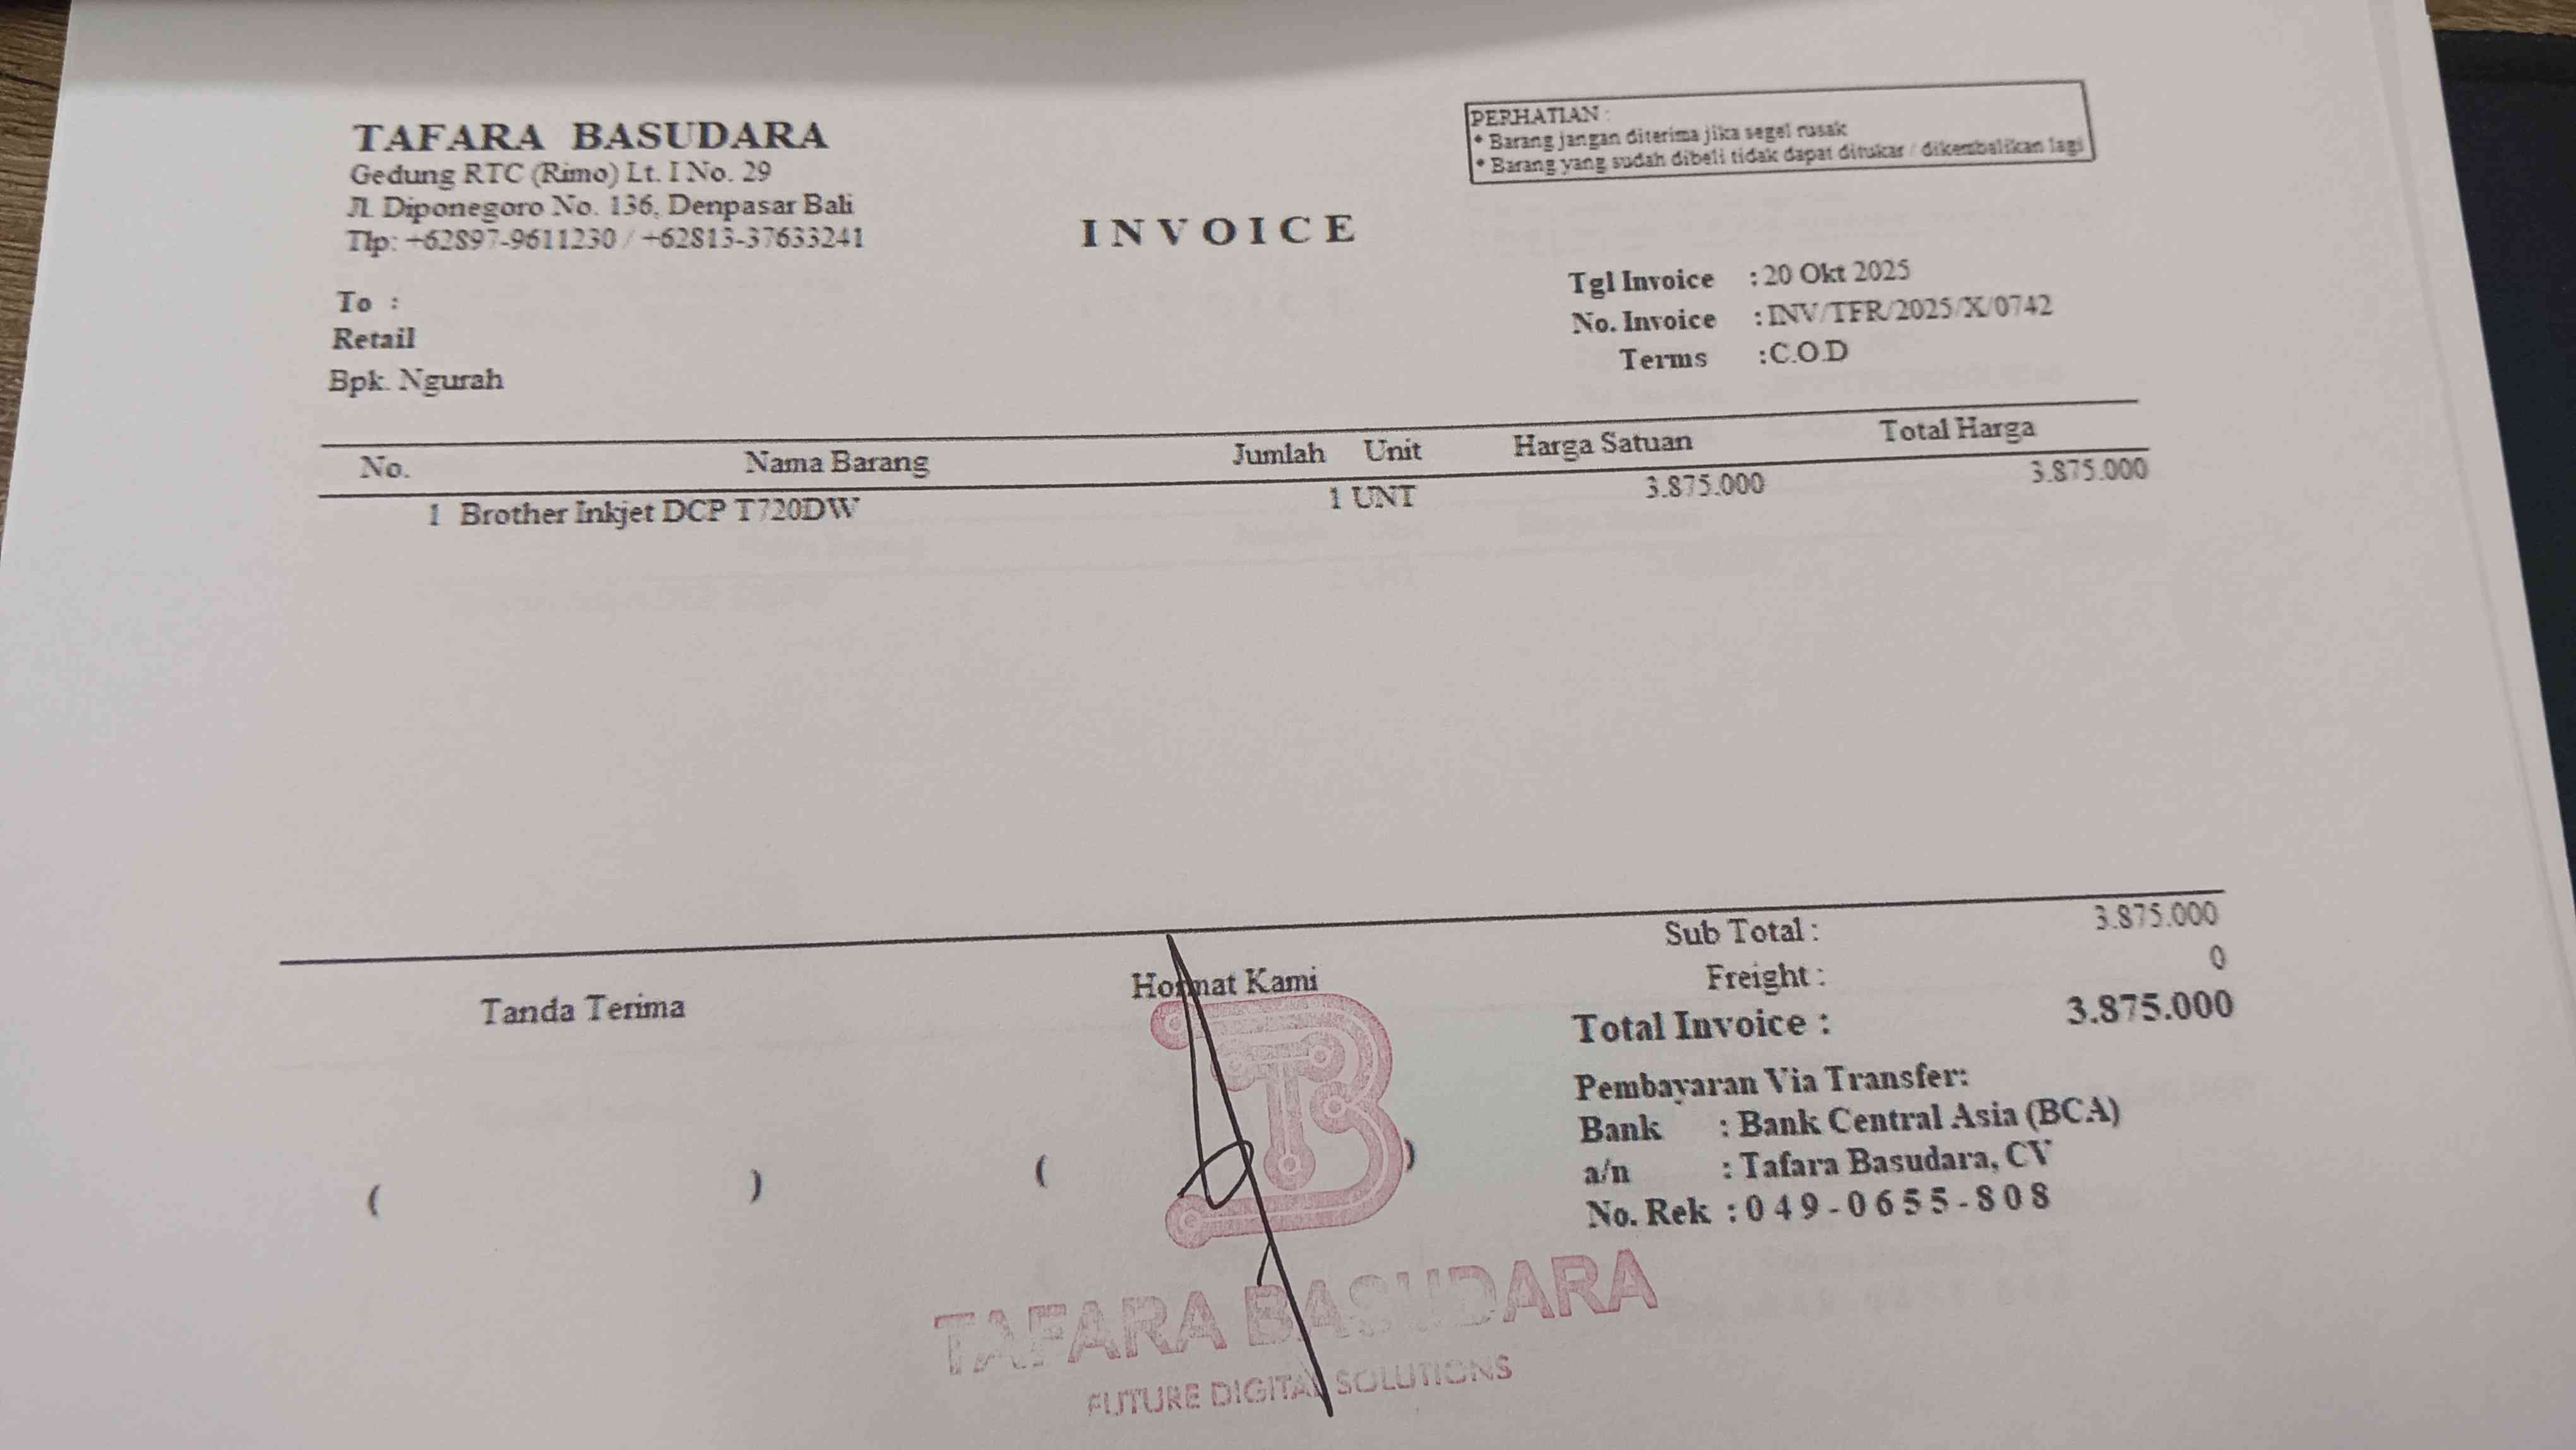 TAFARA BASUDARA
Gedung RTC (Rimo) Lt. I No. 29
Jl. Diponegoro No. 136, Denpasar Bali
Tlp: +62897-9611230 / +62813-37633241
PERHATIAN :
* Barang jangan diterima jika segel rusak
* Barang yang sudah dibeli tidak dapat ditukar / dikembalikan lagi
INVOICE
To :
Retail
Bpk. Ngurah
Tgl Invoice : 20 Okt 2025
No. Invoice : INV/TFR/2025/X/0742
Terms : C.O.D
No. Nama Barang Jumlah Unit Harga Satuan Total Harga
1 Brother Inkjet DCP T720DW 1 UNT 3.875.000 3.875.000
Sub Total : 3.875.000
Freight : 0
Total Invoice : 3.875.000
Tanda Terima
Hormat Kami
( )
( )
Pembayaran Via Transfer:
Bank : Bank Central Asia (BCA)
a/n : Tafara Basudara, CV
No. Rek : 049-0655-808
TAFARA BASUDARA
FUTURE DIGITAL SOLUTIONS